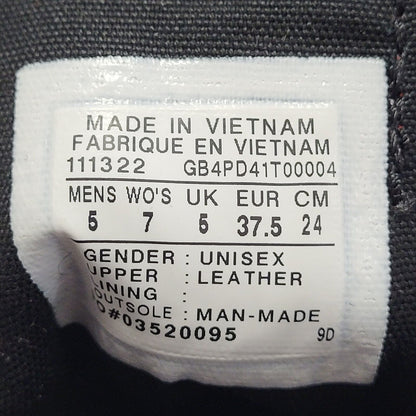 MADE IN VIETNAM
FABRIQUE EN VIETNAM
111322 GB4PD41T00004
MENS WO'S UK EUR CM
5 7 5 37.5 24
GENDER : UNISEX
UPPER : LEATHER
LINING :
OUTSOLE : MAN-MADE
#03520095 9D